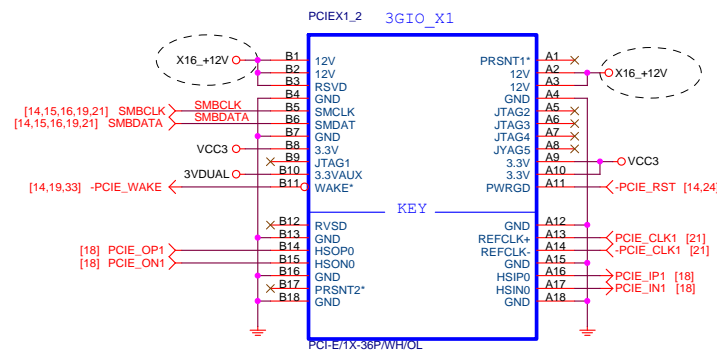 PCIEX1_2 3GIO_X1
X16_+12V B1 12V PRSNT1* A1
B2 12V 12V A2 X16_+12V
B3 RSVD 12V A3
B4 GND GND A4
[14,15,16,19,21] SMBCLK SMBCLK B5 SMCLK JTAG2 A5
[14,15,16,19,21] SMBDATA SMBDATA B6 SMDAT JTAG3 A6
B7 GND JTAG4 A7
VCC3 B8 3.3V JYAG5 A8
B9 JTAG1 3.3V A9 VCC3
3VDUAL B10 3.3VAUX 3.3V A10
[14,19,33] -PCIE_WAKE B11 WAKE* PWRGD A11 -PCIE_RST [14,24]
KEY
B12 RVSD GND A12
B13 GND REFCLK+ A13 PCIE_CLK1 [21]
[18] PCIE_OP1 B14 HSOP0 REFCLK- A14 -PCIE_CLK1 [21]
[18] PCIE_ON1 B15 HSON0 GND A15
B16 GND HSIP0 A16 PCIE_IP1 [18]
B17 PRSNT2* HSIN0 A17 PCIE_IN1 [18]
B18 GND GND A18
PCI-E/1X-36P/WH/OL